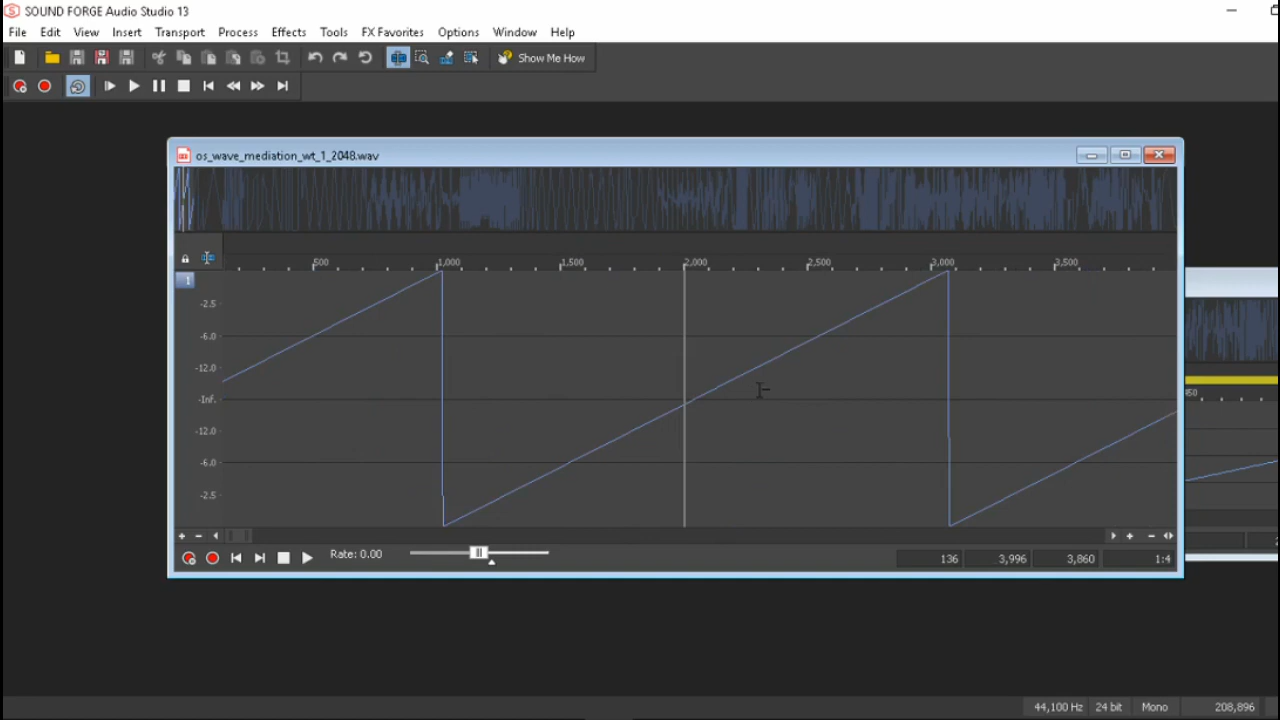 SOUND FORGE Audio Studio 13
File Edit View Insert Transport Process Effects Tools FX Favorites Options Window Help
Show Me How
os_wave_mediation_wt_1_2048.wav
500 1,000 1,500 2,000 2,500 3,000 3,500
1
-2.5
-6.0
-12.0
-Inf.
-12.0
-6.0
-2.5
Rate: 0.00
136 3,996 3,860 1:4
44,100 Hz 24 bit Mono 208,896